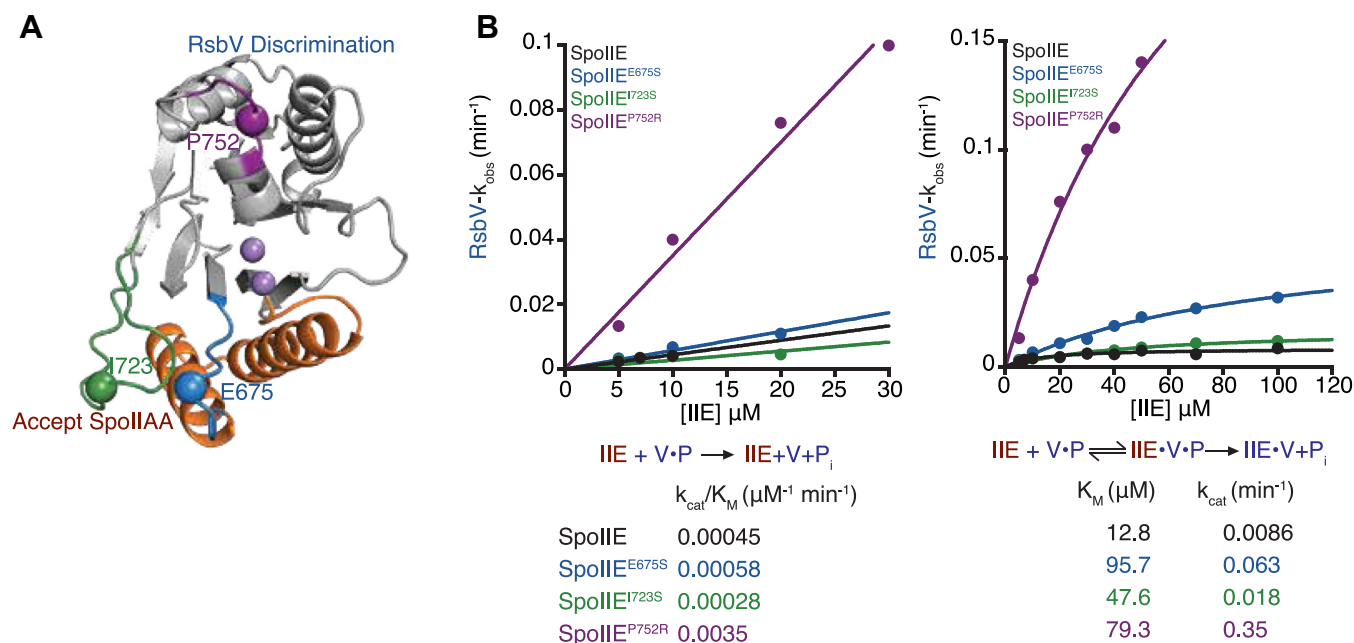 A
RsbV Discrimination
P752
I723
E675
Accept SpoIIAA
B
RsbV-k_obs (min⁻¹)
0.1
0.08
0.06
0.04
0.02
0
SpoIIE
SpoIIE^E675S
SpoIIE^I723S
SpoIIE^P752R
0 5 10 15 20 25 30
[IIE] µM
IIE + V•P → IIE+V+P_i
k_cat/K_M (µM⁻¹ min⁻¹)
SpoIIE 0.00045
SpoIIE^E675S 0.00058
SpoIIE^I723S 0.00028
SpoIIE^P752R 0.0035
RsbV-k_obs (min⁻¹)
0.15
0.1
0.05
0
SpoIIE
SpoIIE^E675S
SpoIIE^I723S
SpoIIE^P752R
0 20 40 60 80 100 120
[IIE] µM
IIE + V•P ⇌ IIE•V•P → IIE•V+P_i
K_M (µM) k_cat (min⁻¹)
12.8 0.0086
95.7 0.063
47.6 0.018
79.3 0.35